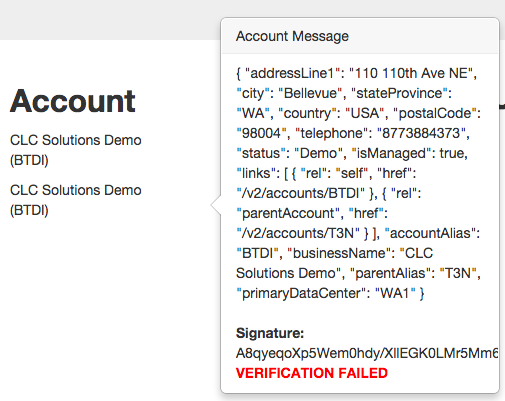 Account Message
{ "addressLine1": "110 110th Ave NE",
"city": "Bellevue", "stateProvince":
"WA", "country": "USA", "postalCode":
"98004", "telephone": "8773884373",
"status": "Demo", "isManaged": true,
"links": [ { "rel": "self", "href":
"/v2/accounts/BTDI" }, { "rel":
"parentAccount", "href":
"/v2/accounts/T3N" } ], "accountAlias":
"BTDI", "businessName": "CLC
Solutions Demo", "parentAlias": "T3N",
"primaryDataCenter": "WA1" }
Signature:
A8qyeqoXp5Wem0hdy/XllEGK0LMr5Mm6
VERIFICATION FAILED
Account
CLC Solutions Demo
(BTDI)
CLC Solutions Demo
(BTDI)